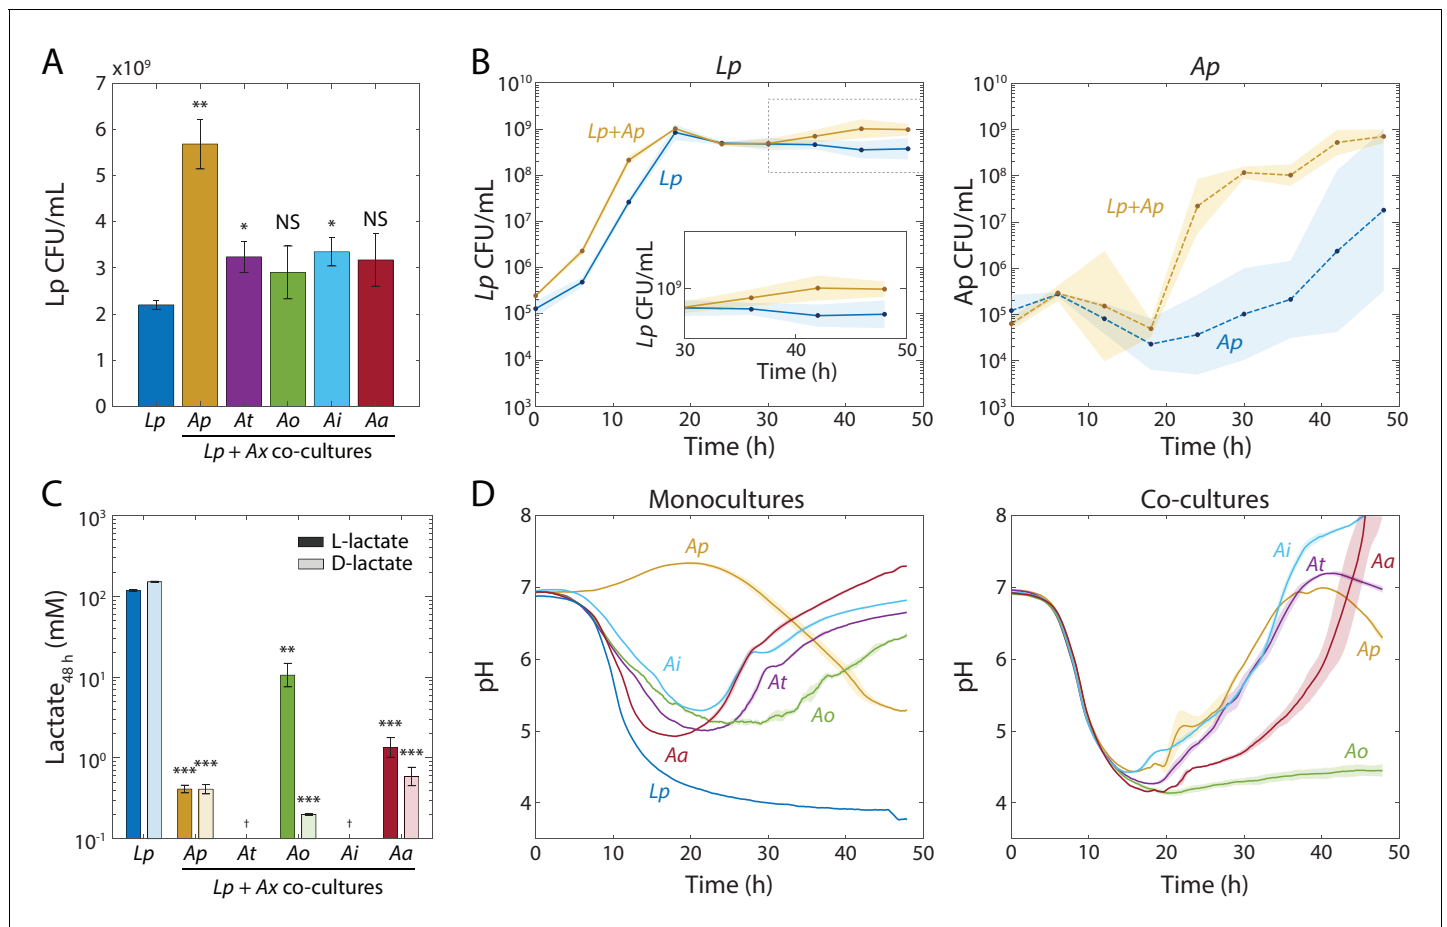 A
x10⁹
Lp CFU/mL
7
6
5
4
3
2
1
0
**
*
NS
*
NS
Lp
Ap
At
Ao
Ai
Aa
Lp + Ax co-cultures
B
Lp
Lp CFU/mL
10¹⁰
10⁹
10⁸
10⁷
10⁶
10⁵
10⁴
10³
Lp+Ap
Lp
Lp CFU/mL
10⁹
30
40
50
Time (h)
0
10
20
30
40
50
Time (h)
Ap
Ap CFU/mL
10¹⁰
10⁹
10⁸
10⁷
10⁶
10⁵
10⁴
10³
Lp+Ap
Ap
0
10
20
30
40
50
Time (h)
C
Lactate₄₈ ₕ (mM)
10³
10²
10¹
10⁰
10⁻¹
L-lactate
D-lactate
***
***
†
**
***
†
***
***
Lp
Ap
At
Ao
Ai
Aa
Lp + Ax co-cultures
D
Monocultures
pH
8
7
6
5
4
Ap
Ai
At
Ao
Aa
Lp
0
10
20
30
40
50
Time (h)
Co-cultures
pH
8
7
6
5
4
Ai
At
Aa
Ap
Ao
0
10
20
30
40
50
Time (h)